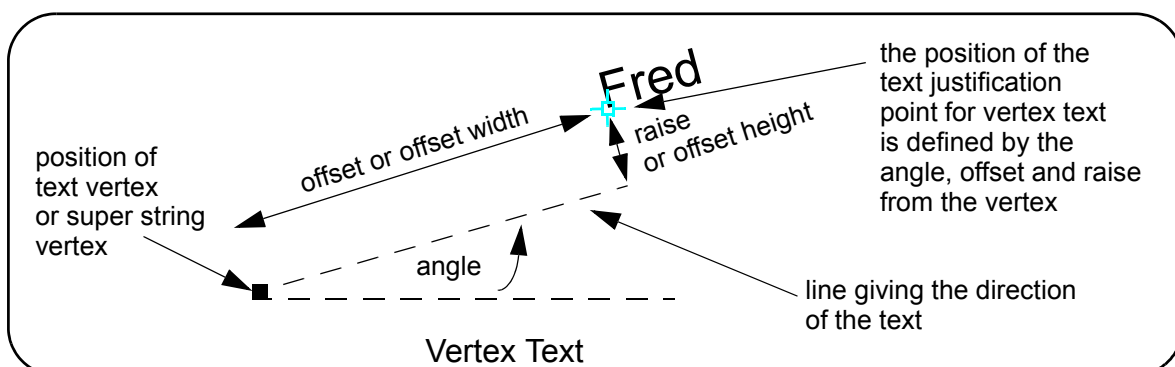 Fred
the position of the
text justification
point for vertex text
is defined by the
angle, offset and raise
from the vertex
offset or offset width
raise
or offset height
position of
text vertex
or super string
vertex
angle
line giving the direction
of the text
Vertex Text